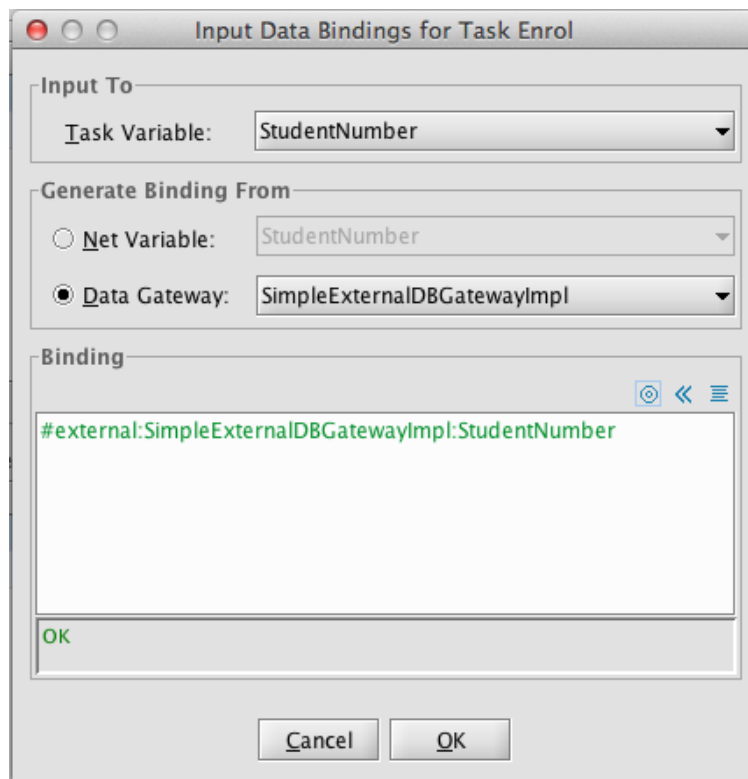 Input Data Bindings for Task Enrol
Input To
Task Variable: StudentNumber
Generate Binding From
Net Variable: StudentNumber
Data Gateway: SimpleExternalDBGatewayImpl
Binding
#external:SimpleExternalDBGatewayImpl:StudentNumber
OK
Cancel OK